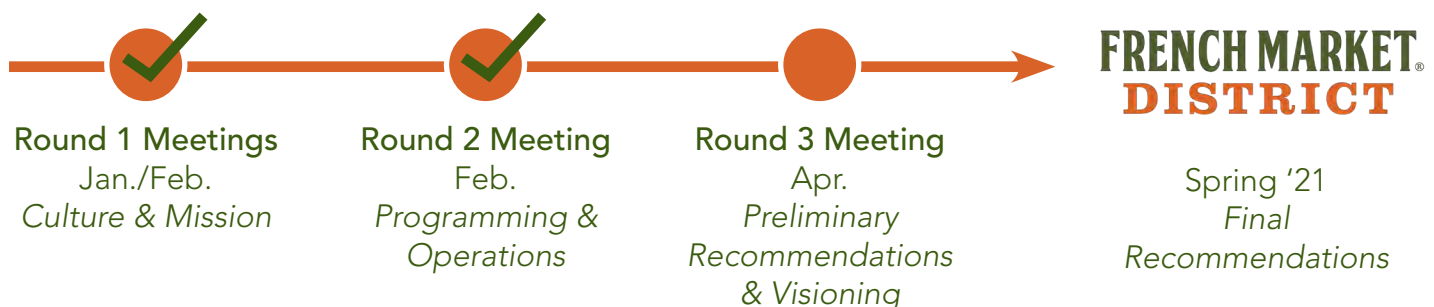 Round 1 Meetings
Jan./Feb.
Culture & Mission
Round 2 Meeting
Feb.
Programming &
Operations
Round 3 Meeting
Apr.
Preliminary
Recommendations
& Visioning
FRENCH MARKET®
DISTRICT
Spring ‘21
Final
Recommendations